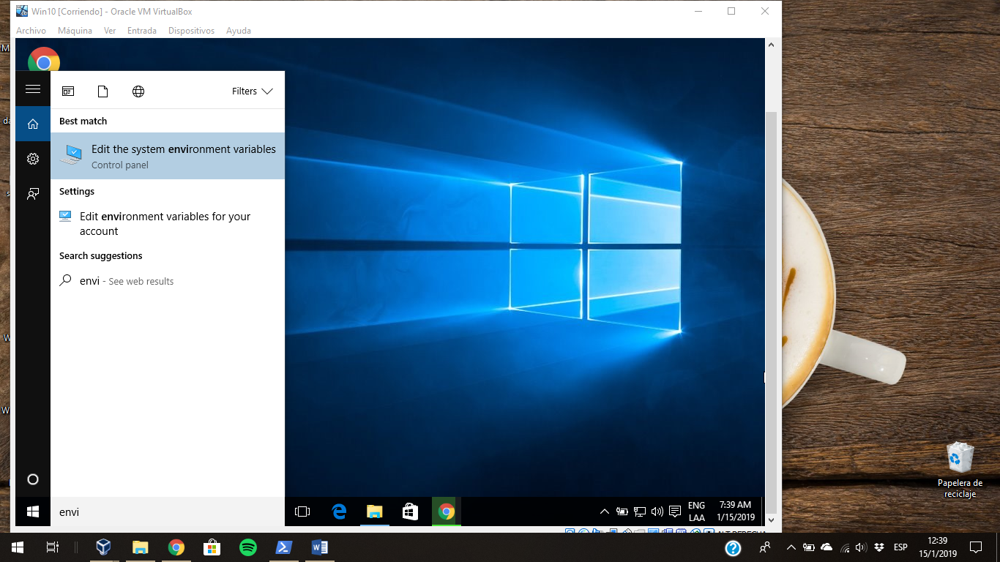 Win10 [Corriendo] - Oracle VM VirtualBox
Archivo Máquina Ver Entrada Dispositivos Ayuda
Filters
Best match
Edit the system environment variables
Control panel
Settings
Edit environment variables for your
account
Search suggestions
envi - See web results
envi
ENG
LAA
7:39 AM
1/15/2019
Papelera de
reciclaje
ESP
12:39
15/1/2019